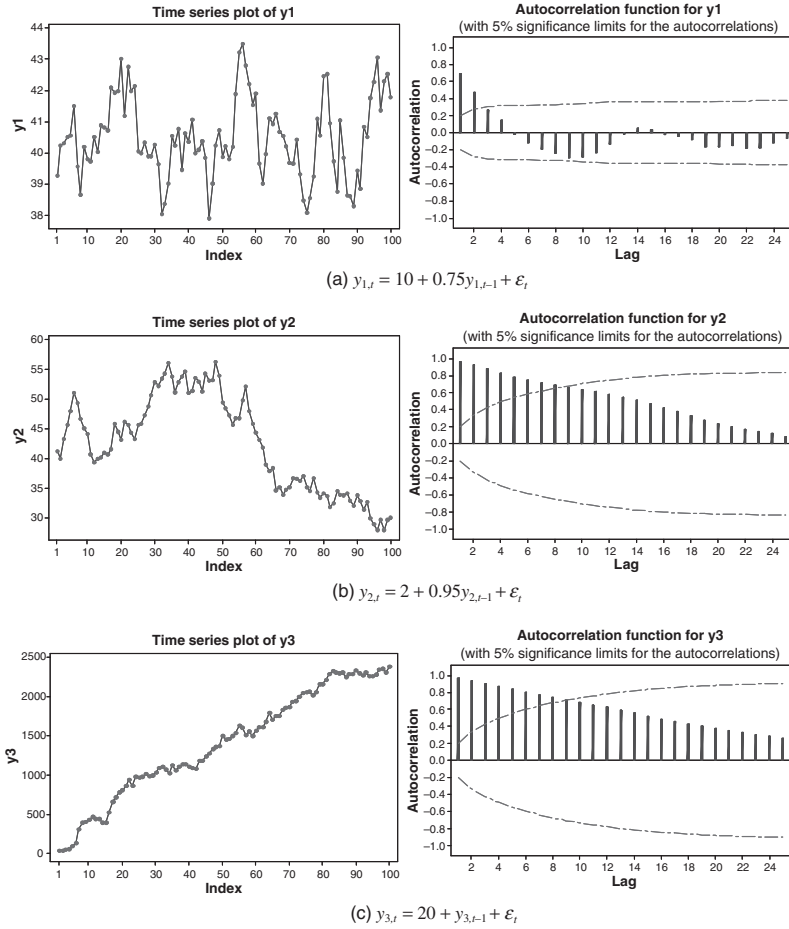 Time series plot of y1
44
43
42
41
40
39
38
y1
1 10 20 30 40 50 60 70 80 90 100
Index
Autocorrelation function for y1
(with 5% significance limits for the autocorrelations)
1.0
0.8
0.6
0.4
0.2
0.0
−0.2
−0.4
−0.6
−0.8
−1.0
Autocorrelation
2 4 6 8 10 12 14 16 18 20 22 24
Lag
(a) y1,t = 10 + 0.75y1,t−1 + εt
Time series plot of y2
60
55
50
45
40
35
30
y2
1 10 20 30 40 50 60 70 80 90 100
Index
Autocorrelation function for y2
(with 5% significance limits for the autocorrelations)
1.0
0.8
0.6
0.4
0.2
0.0
−0.2
−0.4
−0.6
−0.8
−1.0
Autocorrelation
2 4 6 8 10 12 14 16 18 20 22 24
Lag
(b) y2,t = 2 + 0.95y2,t−1 + εt
Time series plot of y3
2500
2000
1500
1000
500
0
y3
1 10 20 30 40 50 60 70 80 90 100
Index
Autocorrelation function for y3
(with 5% significance limits for the autocorrelations)
1.0
0.8
0.6
0.4
0.2
0.0
−0.2
−0.4
−0.6
−0.8
−1.0
Autocorrelation
2 4 6 8 10 12 14 16 18 20 22 24
Lag
(c) y3,t = 20 + y3,t−1 + εt